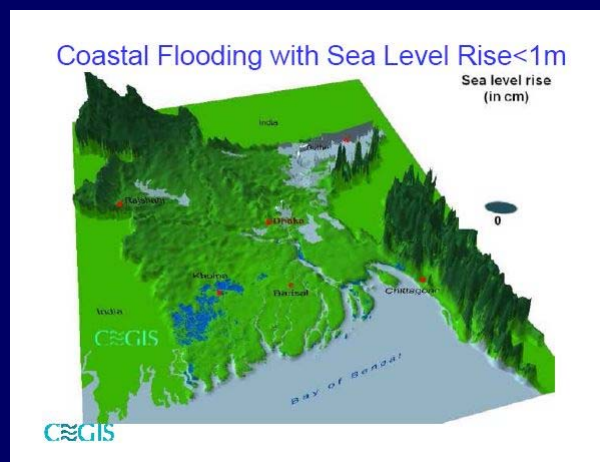 Coastal Flooding with Sea Level Rise<1m
Sea level rise
(in cm)
India
Rajshahi
Dhaka
0
Khulna
Barisal
Chittagong
India
CEGIS
Bay of Bengal
CEGIS